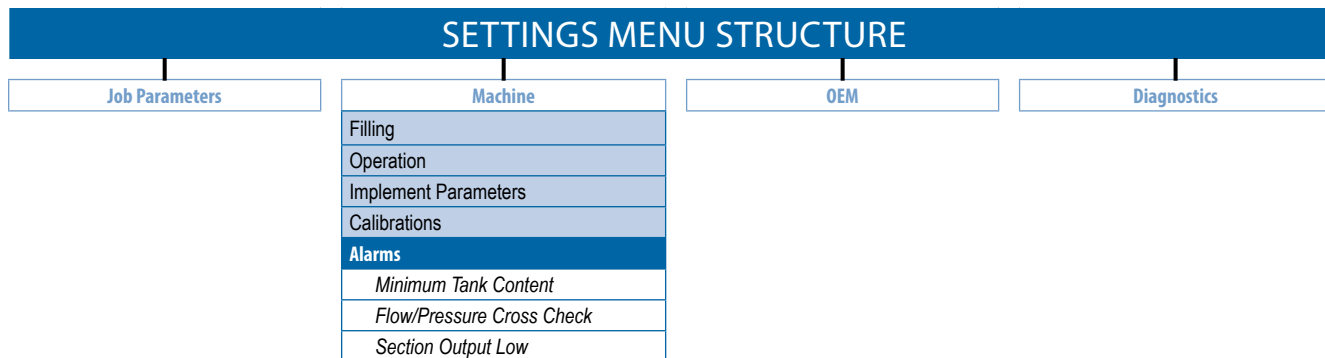 SETTINGS MENU STRUCTURE
Job Parameters
Machine
OEM
Diagnostics
Filling
Operation
Implement Parameters
Calibrations
Alarms
Minimum Tank Content
Flow/Pressure Cross Check
Section Output Low